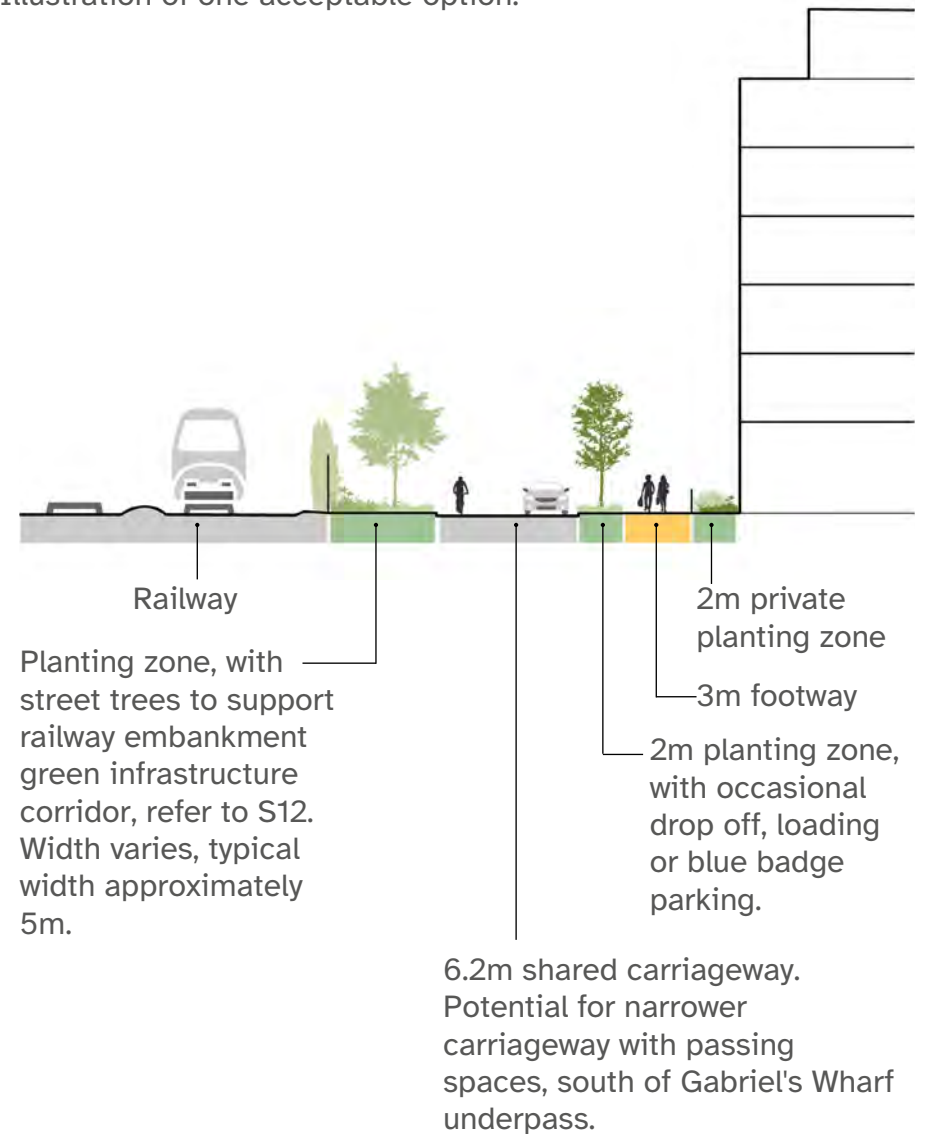 Illustration of one acceptable option.
Railway
Planting zone, with
street trees to support
railway embankment
green infrastructure
corridor, refer to S12.
Width varies, typical
width approximately
5m.
2m private
planting zone
3m footway
2m planting zone,
with occasional
drop off, loading
or blue badge
parking.
6.2m shared carriageway.
Potential for narrower
carriageway with passing
spaces, south of Gabriel's Wharf
underpass.